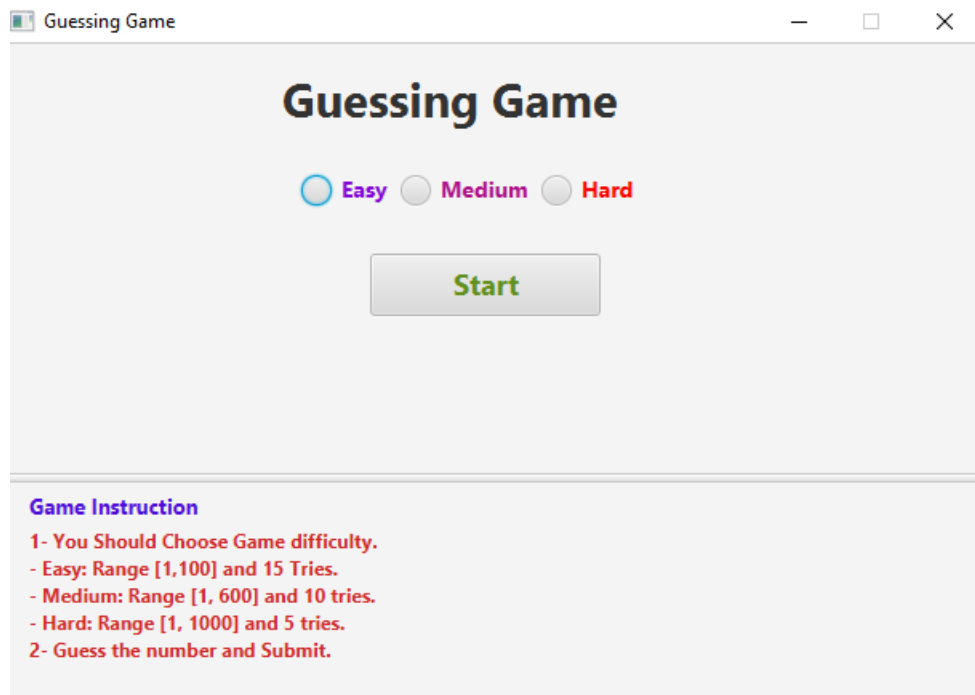 Guessing Game
Guessing Game
Easy Medium Hard
Start
Game Instruction
1- You Should Choose Game difficulty.
- Easy: Range [1,100] and 15 Tries.
- Medium: Range [1, 600] and 10 tries.
- Hard: Range [1, 1000] and 5 tries.
2- Guess the number and Submit.